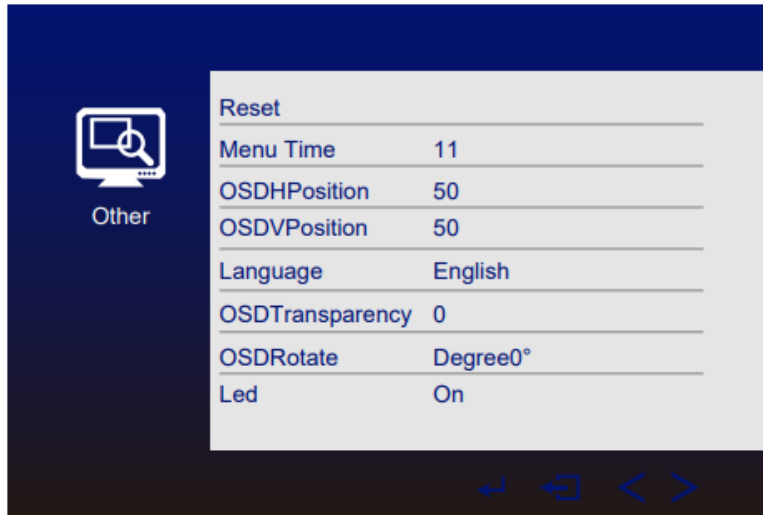 Other
Reset
Menu Time 11
OSDHPosition 50
OSDVPosition 50
Language English
OSDTransparency 0
OSDRotate Degree0°
Led On